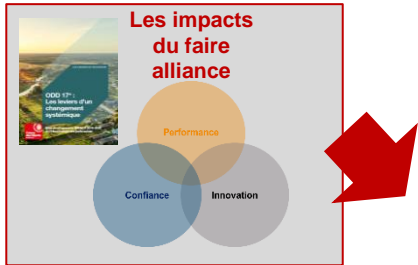 Les impacts
du faire
alliance
ODD 17 :
Les leviers d'un
changement
systémique
Performance
Confiance
Innovation